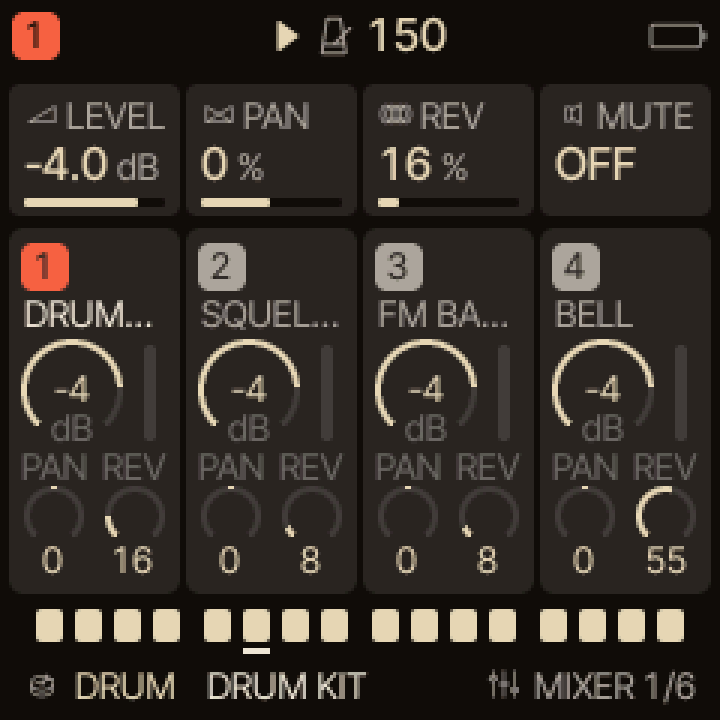 1 150
LEVEL PAN REV MUTE
-4.0 dB 0 % 16 % OFF
1 2 3 4
DRUM... SQUEL... FM BA... BELL
-4 -4 -4 -4
dB dB dB dB
PAN REV PAN REV PAN REV PAN REV
0 16 0 8 0 8 0 55
DRUM DRUM KIT MIXER 1/6